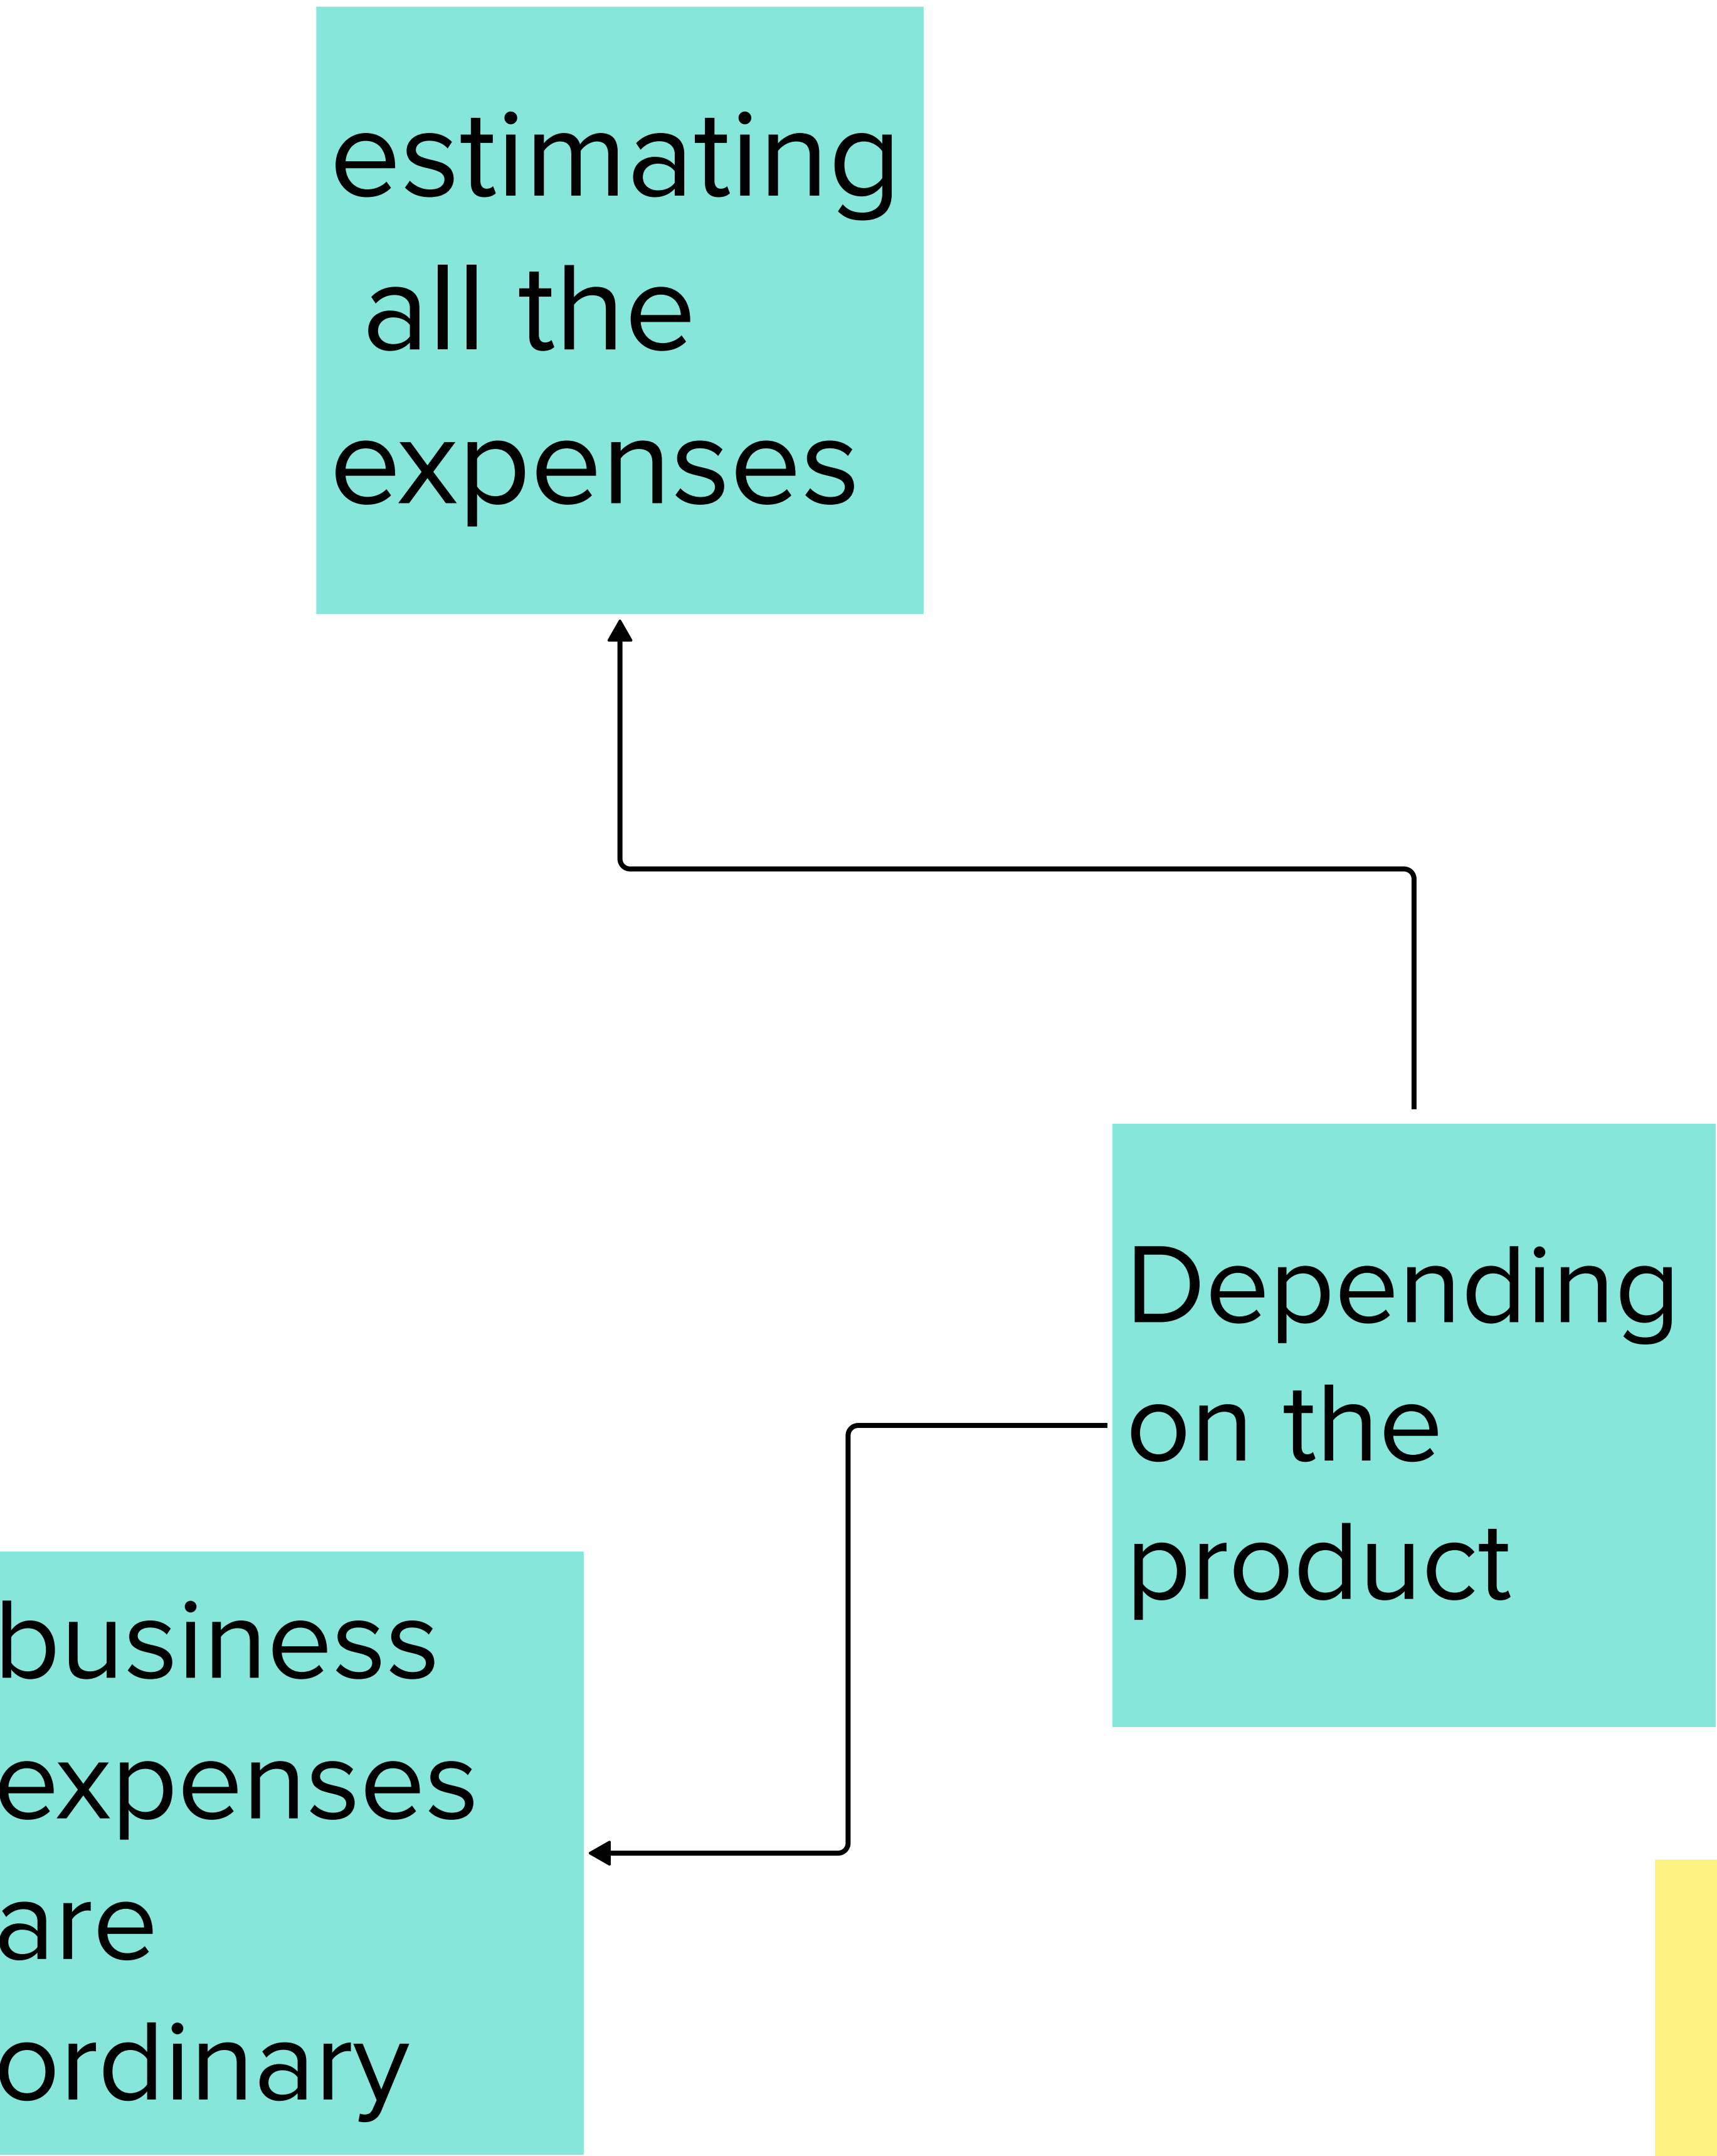 estimating
all the
expenses
Depending
on the
product
business
expenses
are
ordinary